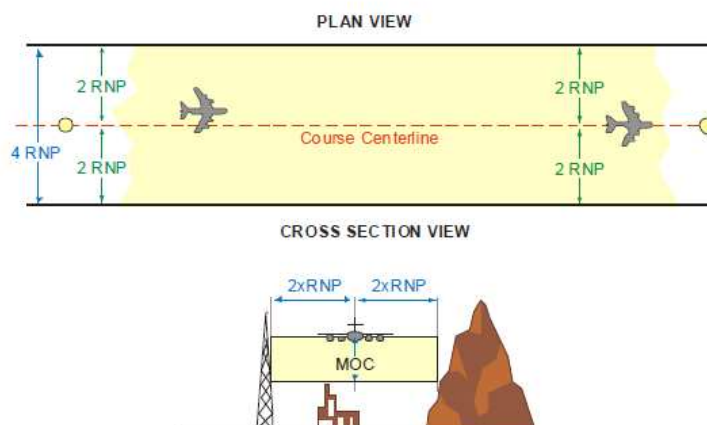 PLAN VIEW
2 RNP
2 RNP
Course Centerline
4 RNP
2 RNP
2 RNP
CROSS SECTION VIEW
2xRNP
2xRNP
MOC